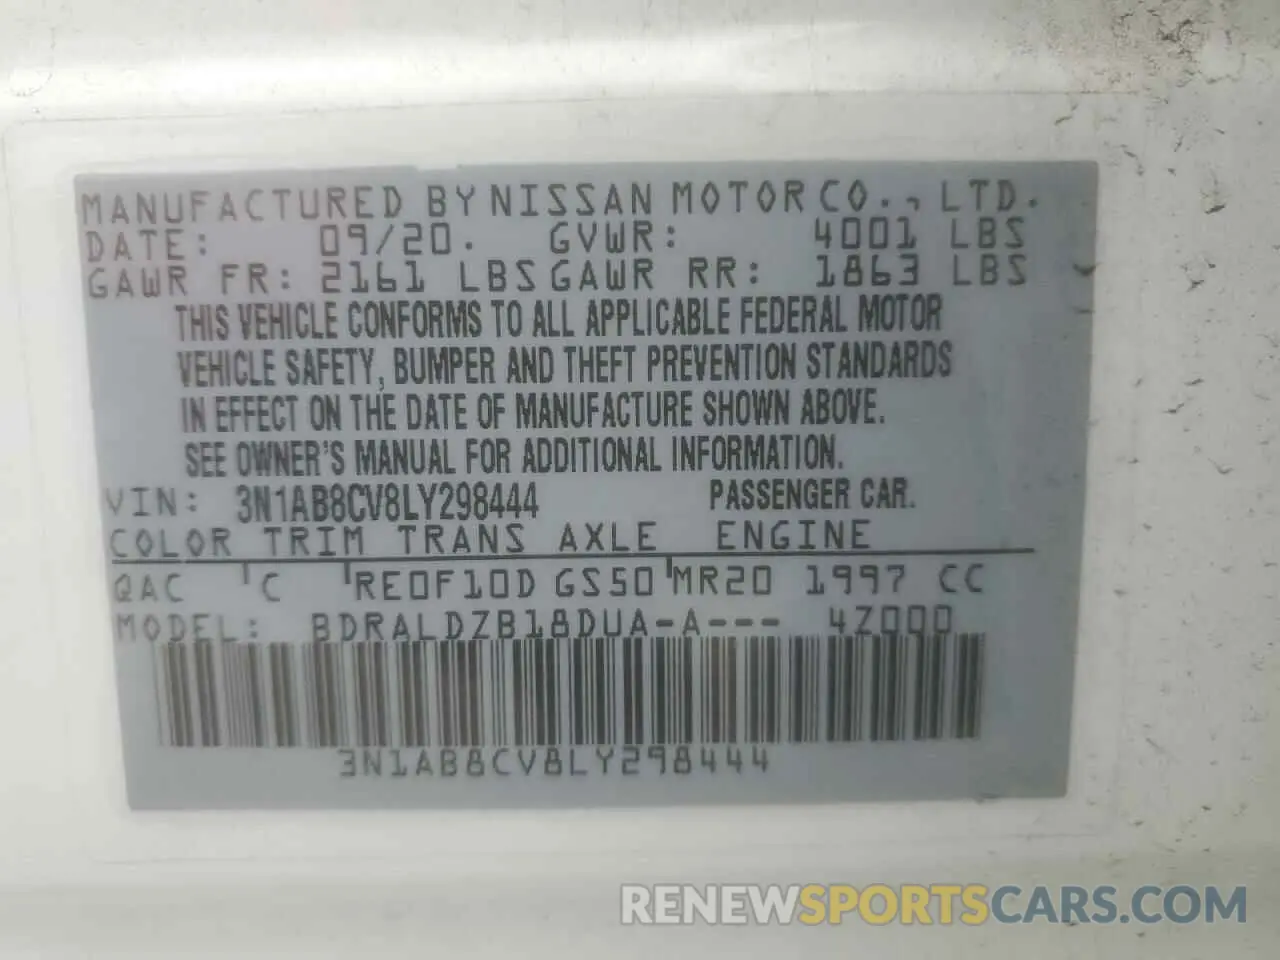 MANUFACTURED BY NISSAN MOTOR CO., LTD.
DATE: 09/20. GVWR: 4001 LBS
GAWR FR: 2161 LBS GAWR RR: 1863 LBS
THIS VEHICLE CONFORMS TO ALL APPLICABLE FEDERAL MOTOR
VEHICLE SAFETY, BUMPER AND THEFT PREVENTION STANDARDS
IN EFFECT ON THE DATE OF MANUFACTURE SHOWN ABOVE.
SEE OWNER'S MANUAL FOR ADDITIONAL INFORMATION.
VIN: 3N1AB8CV8LY298444 PASSENGER CAR.
COLOR TRIM TRANS AXLE ENGINE
QAC C RE0F10D GS50 MR20 1997 CC
MODEL: BDRALDZB18DUA-A--- 4Z000
3N1AB8CV8LY298444
RENEWSPORTSCARS.COM